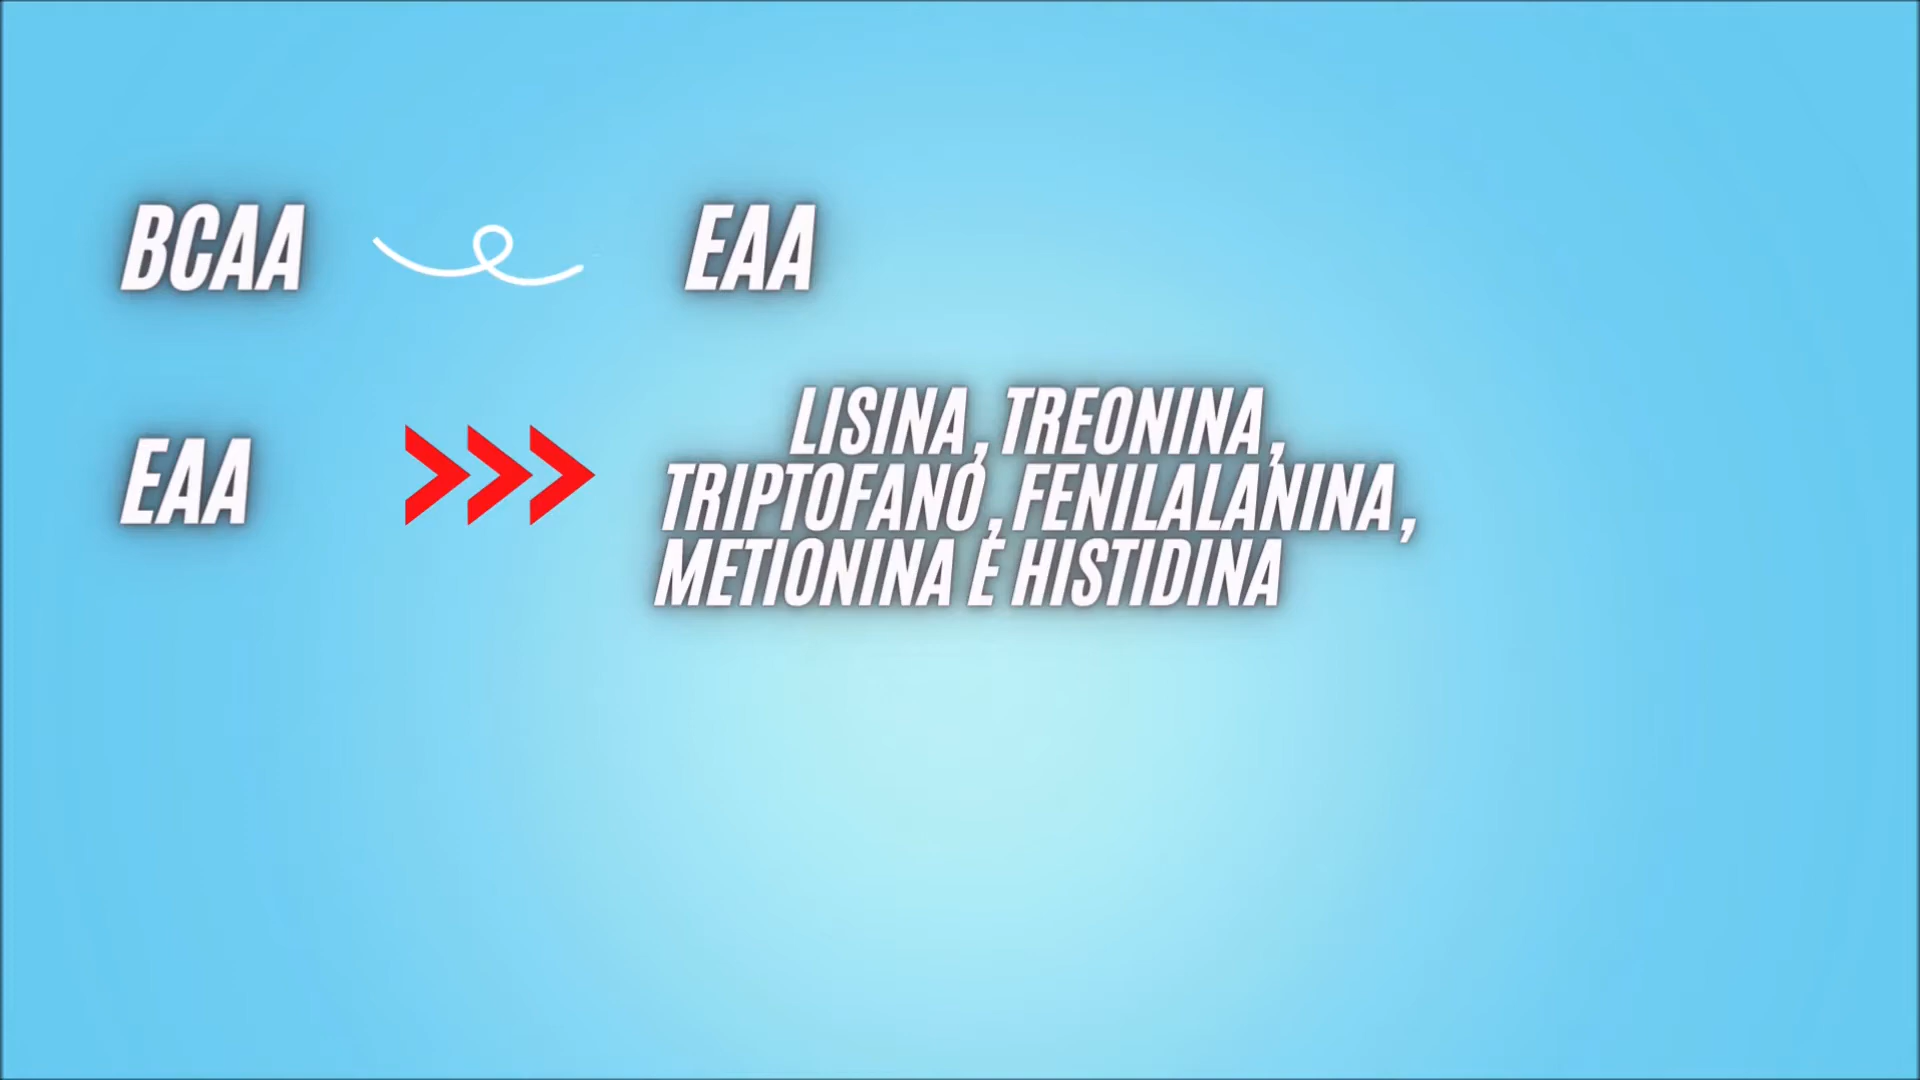 BCAA EAA
EAA
LISINA, TREONINA,
TRIPTOFANO, FENILALANINA,
METIONINA E HISTIDINA